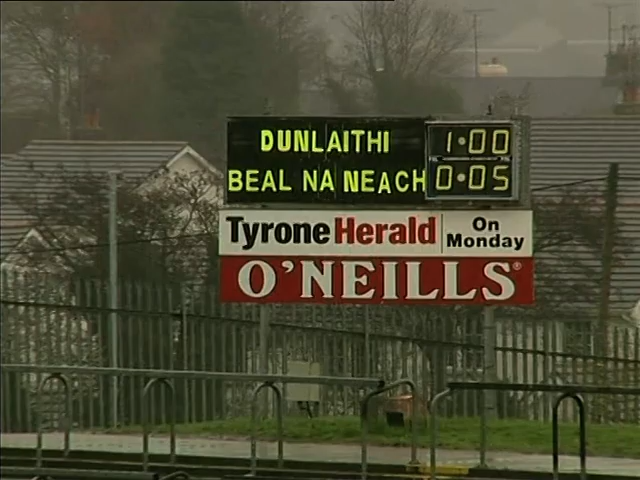 DUNLAITHI 1·00
BEAL NA NEACH 0·05
Tyrone Herald On Monday
O'NEILLS®